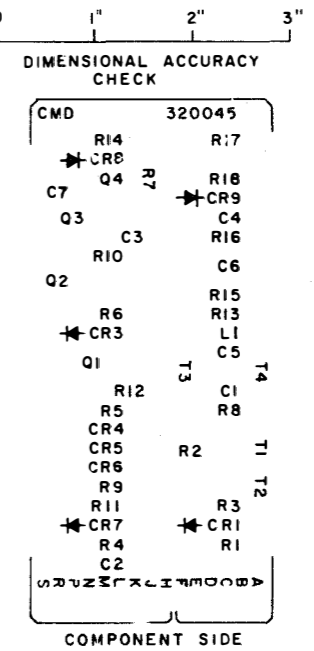 1" 2" 3"
DIMENSIONAL ACCURACY
CHECK
CMD 320045
R14 R17
CR8
Q4 R7 R18
C7 CR9
Q3 C4
C3 R16
R10
C6
Q2
R15
R6 R13
CR3 L1
C5
Q1 T3 T4
R12 C1
R5 R8
CR4
CR5 R2 T1
CR6
R9 T2
R11 R3
CR7 CR1
R4 R1
C2
S R P N M L K J H F E D C B A
COMPONENT SIDE